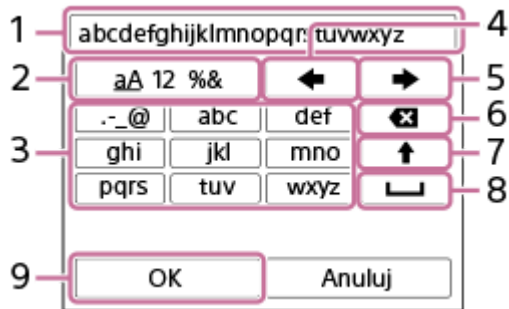 1 abcdefghijklmnopqrstuvwxyz 4
2 aA 12 %& 5
.-_@ abc def 6
3 ghi jkl mno 7
pqrs tuv wxyz 8
9 OK Anuluj